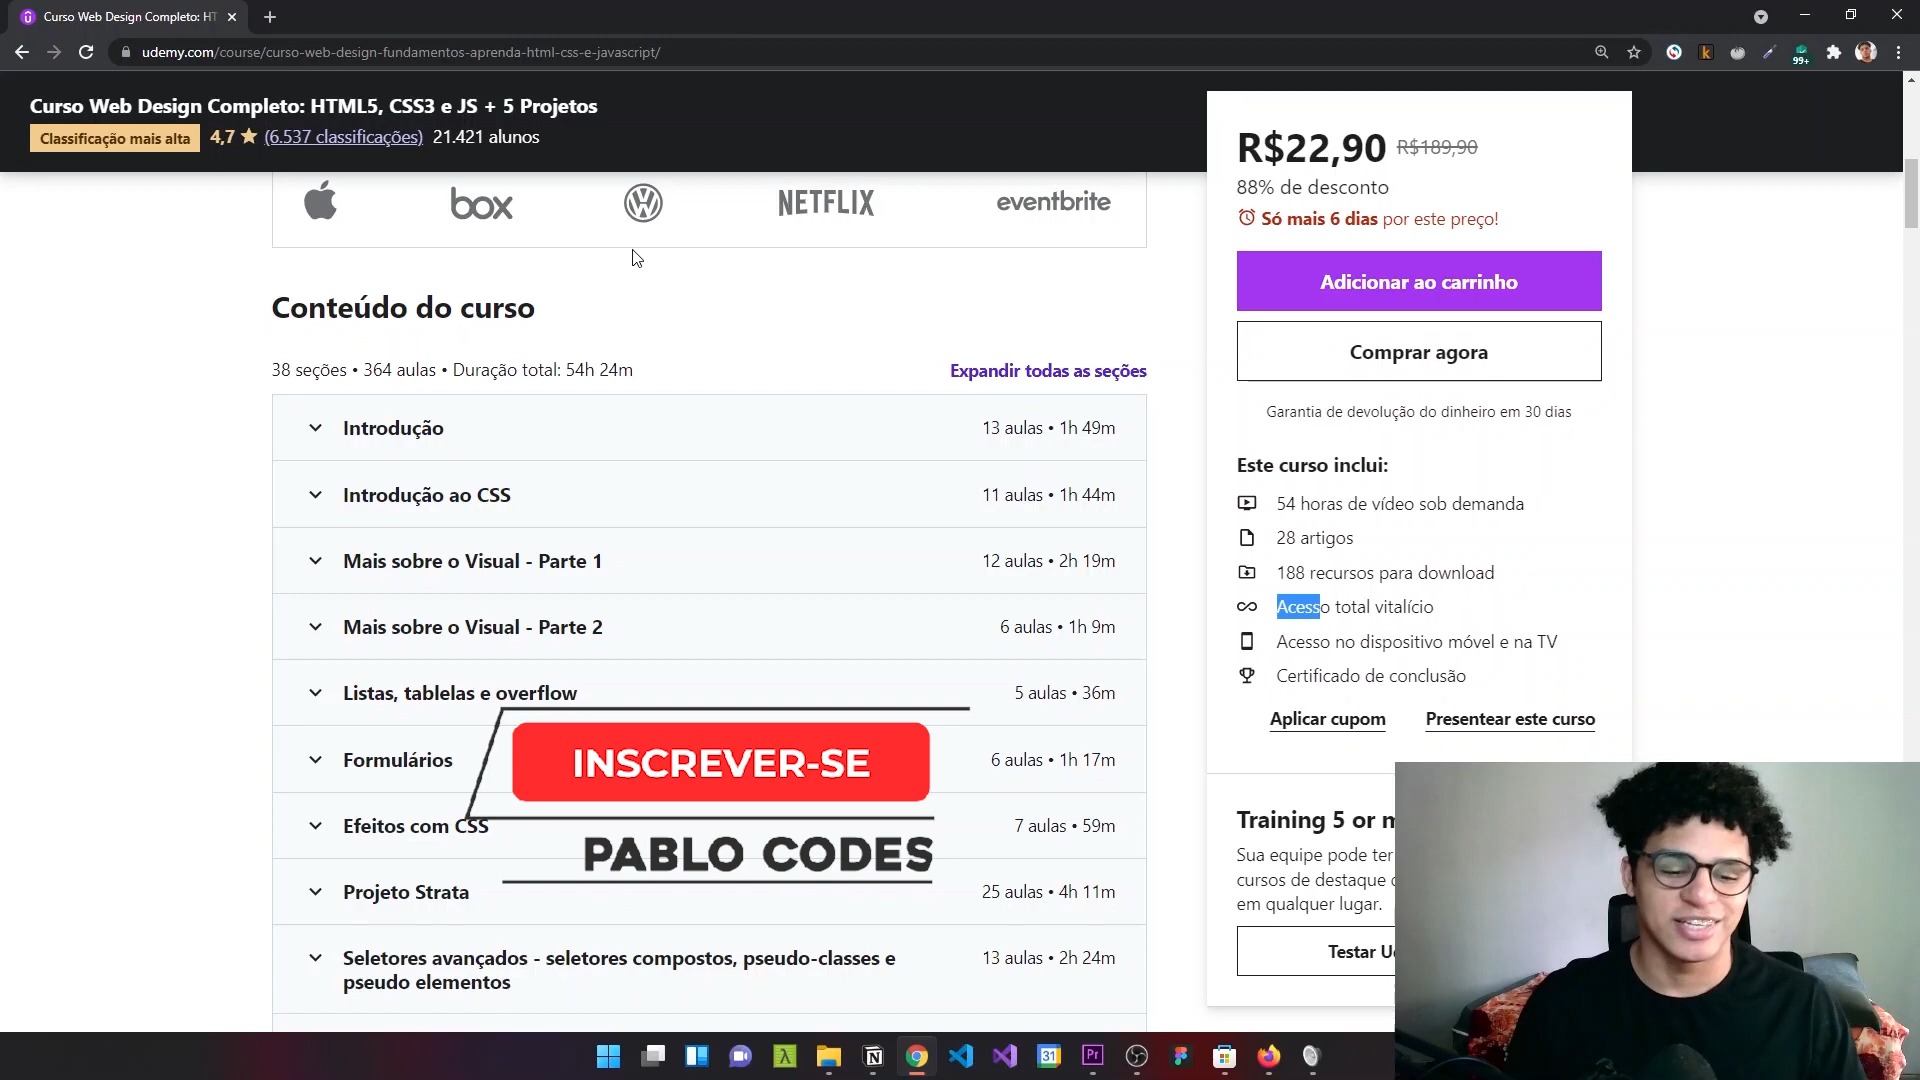 Curso Web Design Completo: HT
udemy.com/course/curso-web-design-fundamentos-aprenda-html-css-e-javascript/
99+
Curso Web Design Completo: HTML5, CSS3 e JS + 5 Projetos
Classificação mais alta 4,7 (6.537 classificações) 21.421 alunos
box NETFLIX eventbrite
Conteúdo do curso
38 seções • 364 aulas • Duração total: 54h 24m
Expandir todas as seções
Introdução 13 aulas • 1h 49m
Introdução ao CSS 11 aulas • 1h 44m
Mais sobre o Visual - Parte 1 12 aulas • 2h 19m
Mais sobre o Visual - Parte 2 6 aulas • 1h 9m
Listas, tablelas e overflow 5 aulas • 36m
Formulários 6 aulas • 1h 17m
INSCREVER-SE
Efeitos com CSS 7 aulas • 59m
PABLO CODES
Projeto Strata 25 aulas • 4h 11m
Seletores avançados - seletores compostos, pseudo-classes e 13 aulas • 2h 24m
pseudo elementos
R$22,90 R$189,90
88% de desconto
Só mais 6 dias por este preço!
Adicionar ao carrinho
Comprar agora
Garantia de devolução do dinheiro em 30 dias
Este curso inclui:
54 horas de vídeo sob demanda
28 artigos
188 recursos para download
Acesso total vitalício
Acesso no dispositivo móvel e na TV
Certificado de conclusão
Aplicar cupom Presentear este curso
Training 5 or
Sua equipe pode ter
cursos de destaque
em qualquer lugar.
Testar
31
Pr